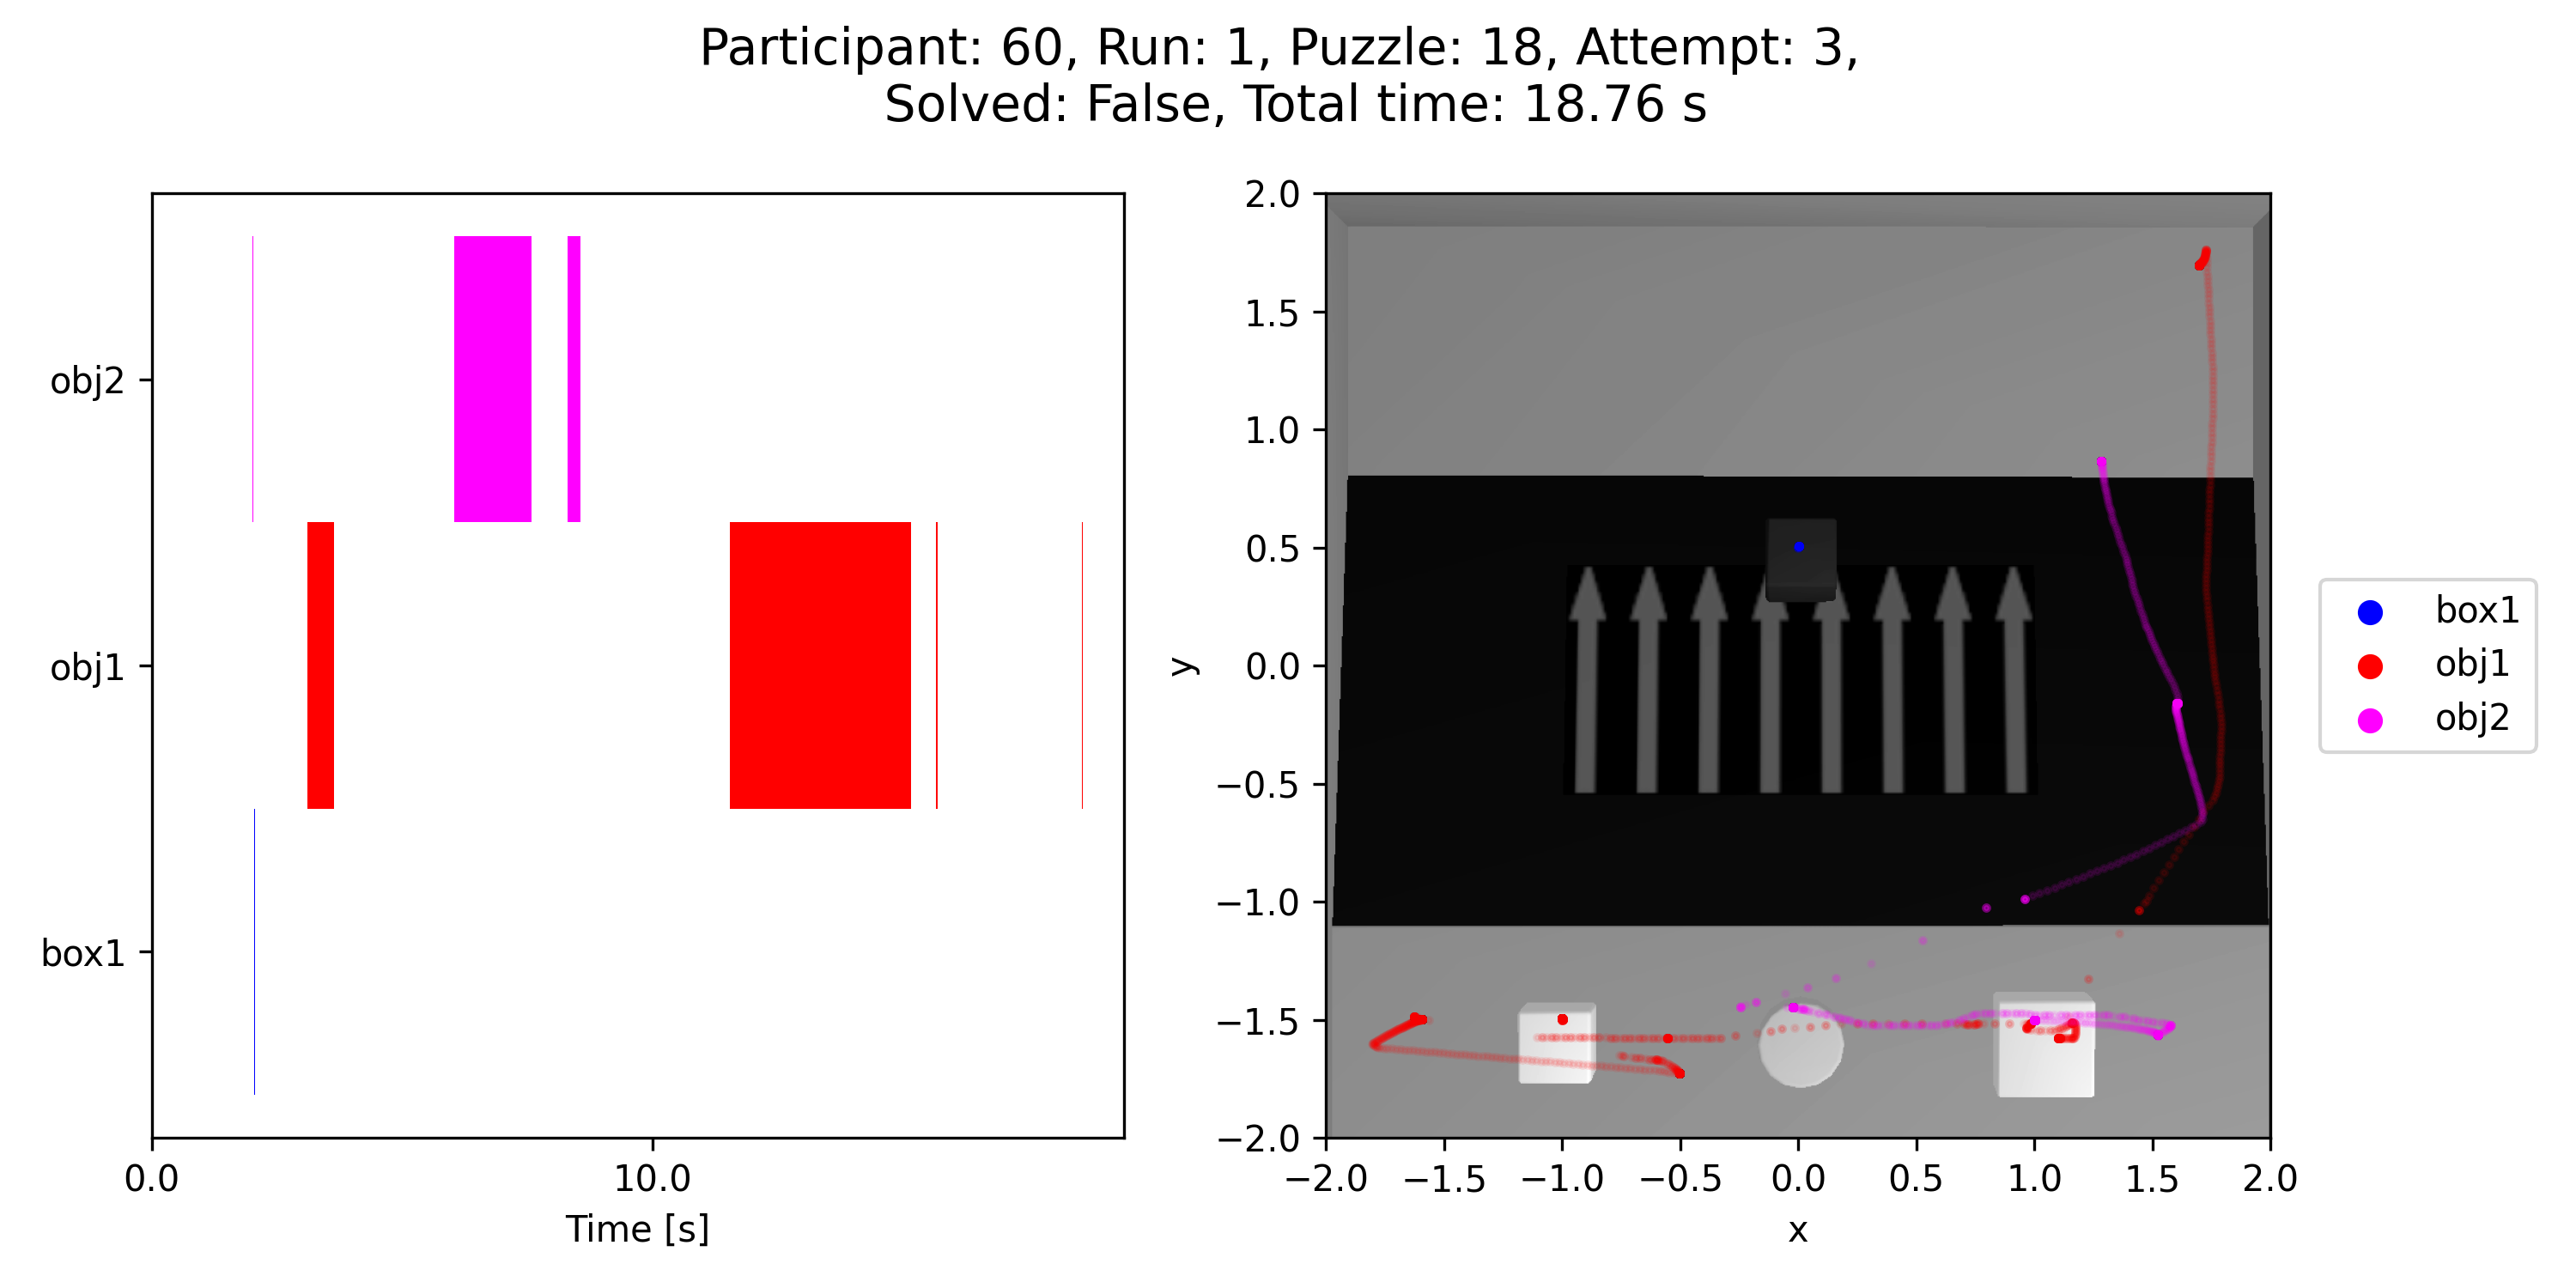 Participant: 60, Run: 1, Puzzle: 18, Attempt: 3,
Solved: False, Total time: 18.76 s
obj2
obj1
box1
0.0
10.0
Time [s]
2.0
1.5
1.0
0.5
0.0
−0.5
−1.0
−1.5
−2.0
y
−2.0
−1.5
−1.0
−0.5
0.0
0.5
1.0
1.5
2.0
x
box1
obj1
obj2